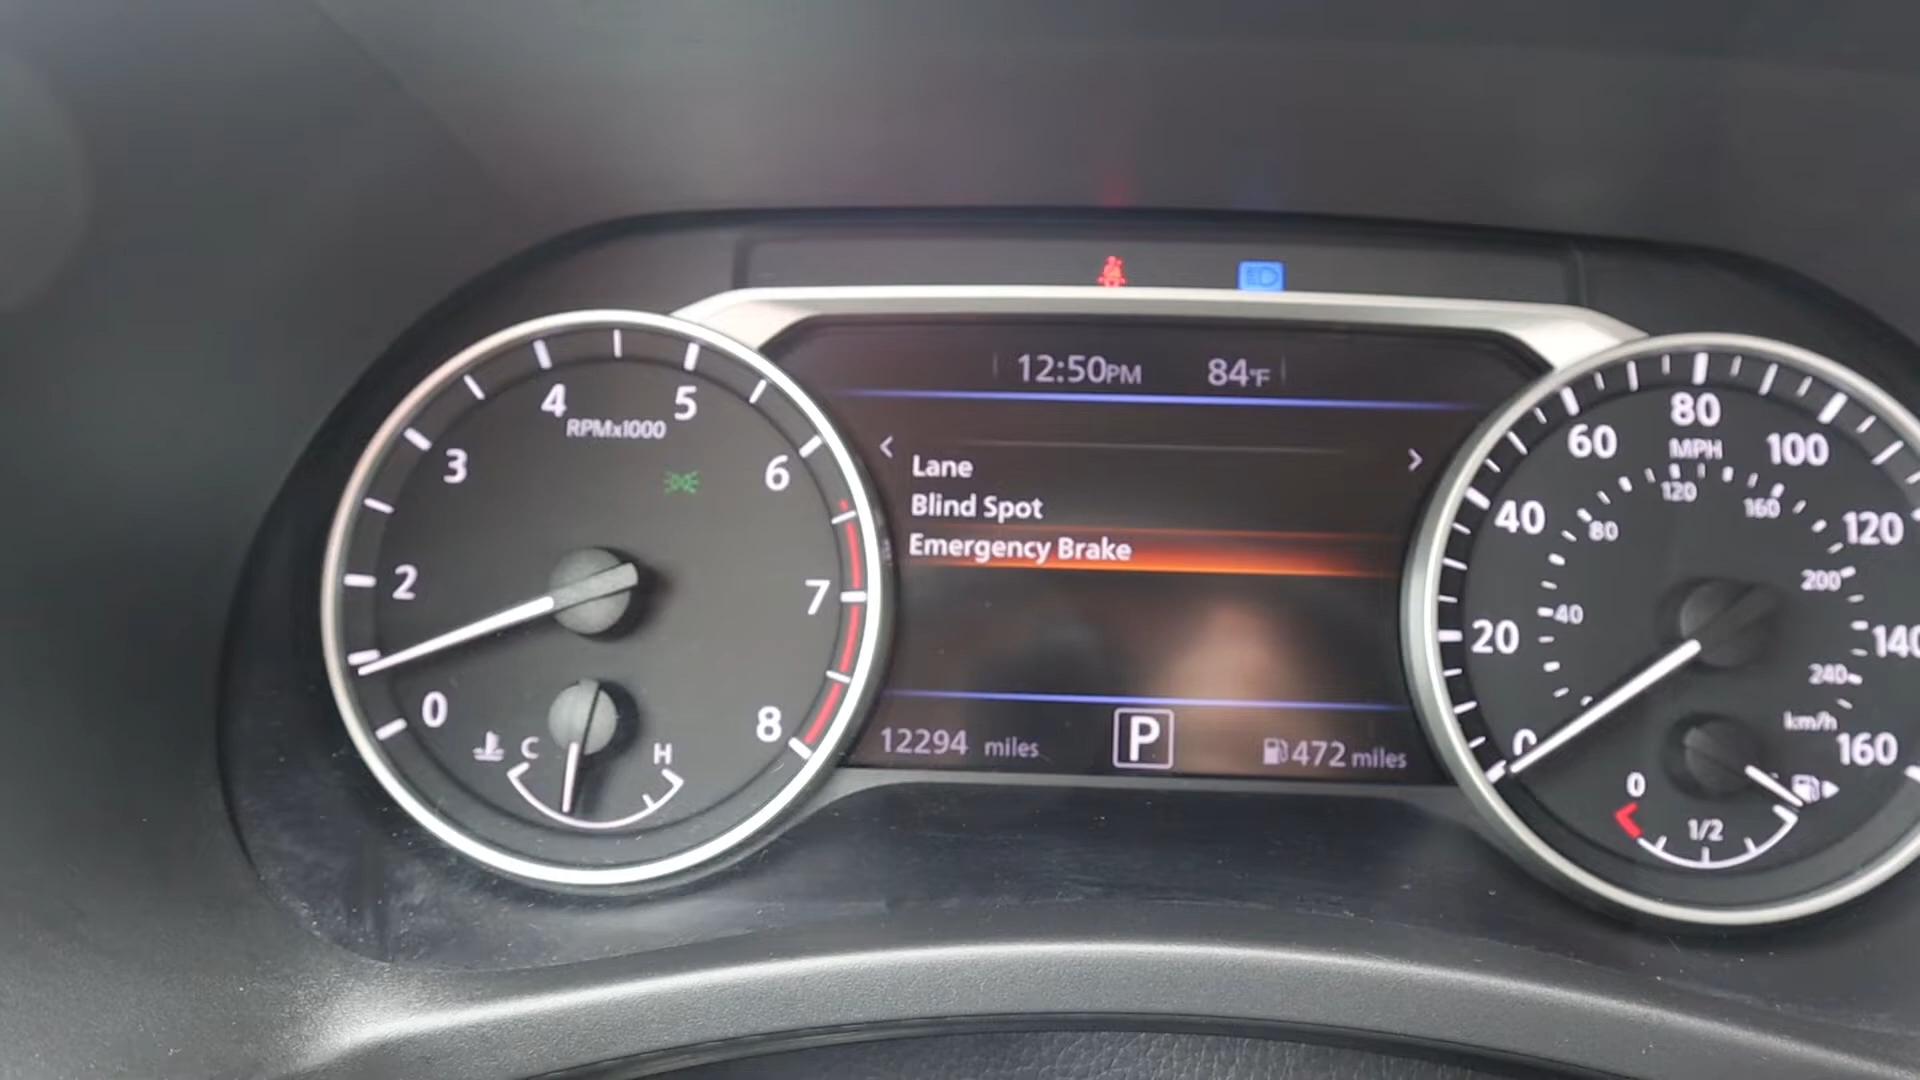 12:50PM 84°F
< >
Lane
Blind Spot
Emergency Brake
12294 miles P 472 miles
0 2 3 4 5 6 7 8
RPMx1000
C H
0 20 40 60 80 100 120 140 160
MPH
40 80 120 160 200 240
km/h
0 1/2